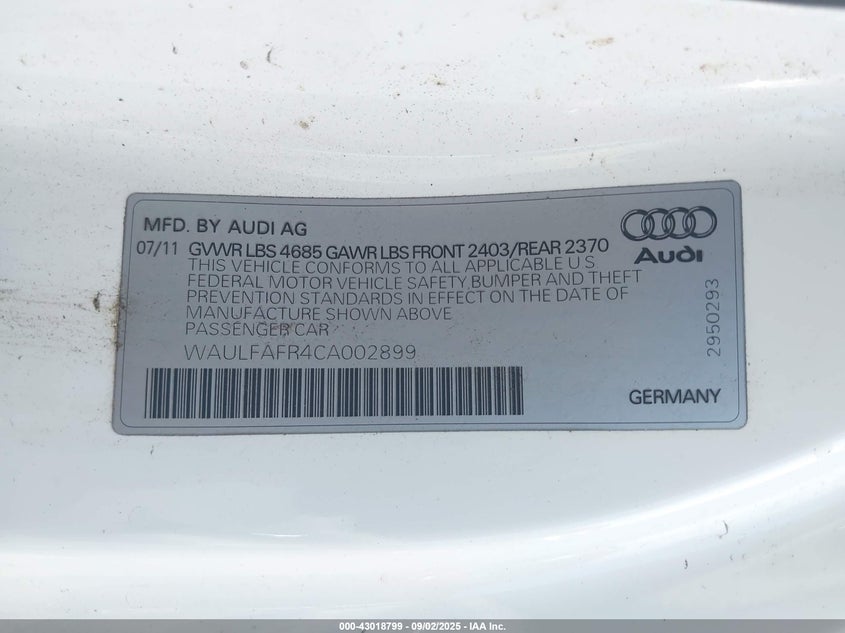 MFD. BY AUDI AG
07/11 GVWR LBS 4685 GAWR LBS FRONT 2403/REAR 2370
THIS VEHICLE CONFORMS TO ALL APPLICABLE U S
FEDERAL MOTOR VEHICLE SAFETY BUMPER AND THEFT
PREVENTION STANDARDS IN EFFECT ON THE DATE OF
MANUFACTURE SHOWN ABOVE
PASSENGER CAR
WAULFAFR4CA002899
Audi
2950293
GERMANY
000-43018799 - 09/02/2025 - IAA Inc.